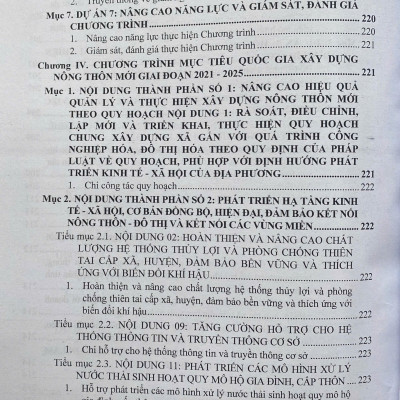 2. Truyền thông về giảm
Mục 7. DỰ ÁN 7: NÂNG CAO NĂNG LỰC VÀ GIÁM SÁT, ĐÁNH GIÁ
CHƯƠNG TRÌNH 220
1. Nâng cao năng lực thực hiện Chương trình 220
2. Giám sát, đánh giá thực hiện Chương trình 221
Chương IV. CHƯƠNG TRÌNH MỤC TIÊU QUỐC GIA XÂY DỰNG
NÔNG THÔN MỚI GIAI ĐOẠN 2021 - 2025 221
Mục 1. NỘI DUNG THÀNH PHẦN SỐ 1: NÂNG CAO HIỆU QUẢ
QUẢN LÝ VÀ THỰC HIỆN XÂY DỰNG NÔNG THÔN MỚI
THEO QUY HOẠCH NỘI DUNG 1: RÀ SOÁT, ĐIỀU CHỈNH,
LẬP MỚI VÀ TRIỂN KHAI, THỰC HIỆN QUY HOẠCH
CHUNG XÂY DỰNG XÃ GẮN VỚI QUÁ TRÌNH CÔNG
NGHIỆP HÓA, ĐÔ THỊ HÓA THEO QUY ĐỊNH CỦA PHÁP
LUẬT VỀ QUY HOẠCH, PHÙ HỢP VỚI ĐỊNH HƯỚNG PHÁT
TRIỂN KINH TẾ - XÃ HỘI CỦA ĐỊA PHƯƠNG 221
1. Chi công tác quy hoạch 221
Mục 2. NỘI DUNG THÀNH PHẦN SỐ 2: PHÁT TRIỂN HẠ TẦNG KINH
TẾ - XÃ HỘI, CƠ BẢN ĐỒNG BỘ, HIỆN ĐẠI, ĐẢM BẢO KẾT NỐI
NÔNG THÔN - ĐÔ THỊ VÀ KẾT NỐI CÁC VÙNG MIỀN 222
Tiểu mục 2.1. NỘI DUNG 02: HOÀN THIỆN VÀ NÂNG CAO CHẤT
LƯỢNG HỆ THỐNG THỦY LỢI VÀ PHÒNG CHỐNG THIÊN
TAI CẤP XÃ, HUYỆN, ĐẢM BẢO BỀN VỮNG VÀ THÍCH
ỨNG VỚI BIẾN ĐỔI KHÍ HẬU 222
1. Hoàn thiện và nâng cao chất lượng hệ thống thủy lợi và phòng
chống thiên tai cấp xã, huyện, đảm bảo bền vững và thích ứng với
biến đổi khí hậu 222
Tiểu mục 2.2. NỘI DUNG 09: TĂNG CƯỜNG HỖ TRỢ CHO HỆ
THỐNG THÔNG TIN VÀ TRUYỀN THÔNG CƠ SỞ 223
1. Chi hỗ trợ cho hệ thống thông tin và truyền thông cơ sở 223
Tiểu mục 2.3. NỘI DUNG 11: PHÁT TRIỂN CÁC MÔ HÌNH XỬ LÝ
NƯỚC THẢI SINH HOẠT QUY MÔ HỘ GIA ĐÌNH, CẤP THÔN 223
1. Hỗ trợ phát triển các mô hình xử lý nước thải sinh hoạt quy mô hộ